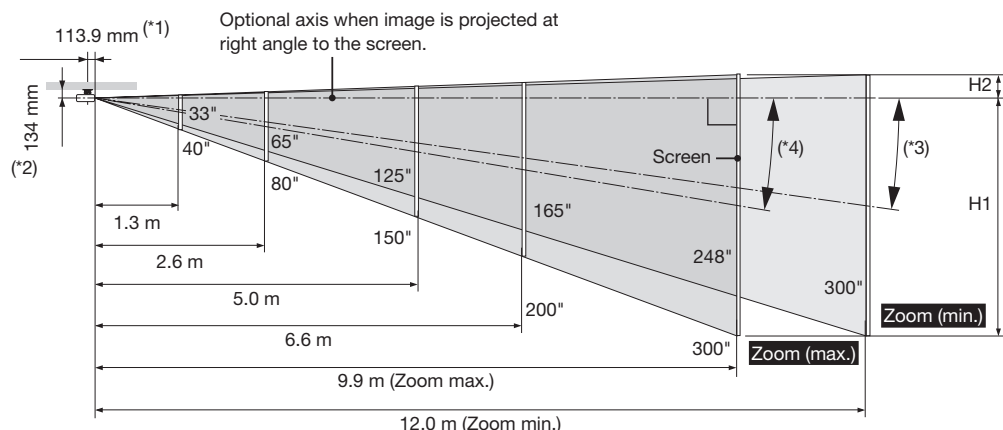 Optional axis when image is projected at
right angle to the screen.
113.9 mm (*1)
134 mm
(*2)
H2
33"
40"
65"
80"
125"
150"
165"
200"
Screen
(*4)
(*3)
H1
248"
300"
300"
Zoom (min.)
Zoom (max.)
1.3 m
2.6 m
5.0 m
6.6 m
9.9 m (Zoom max.)
12.0 m (Zoom min.)